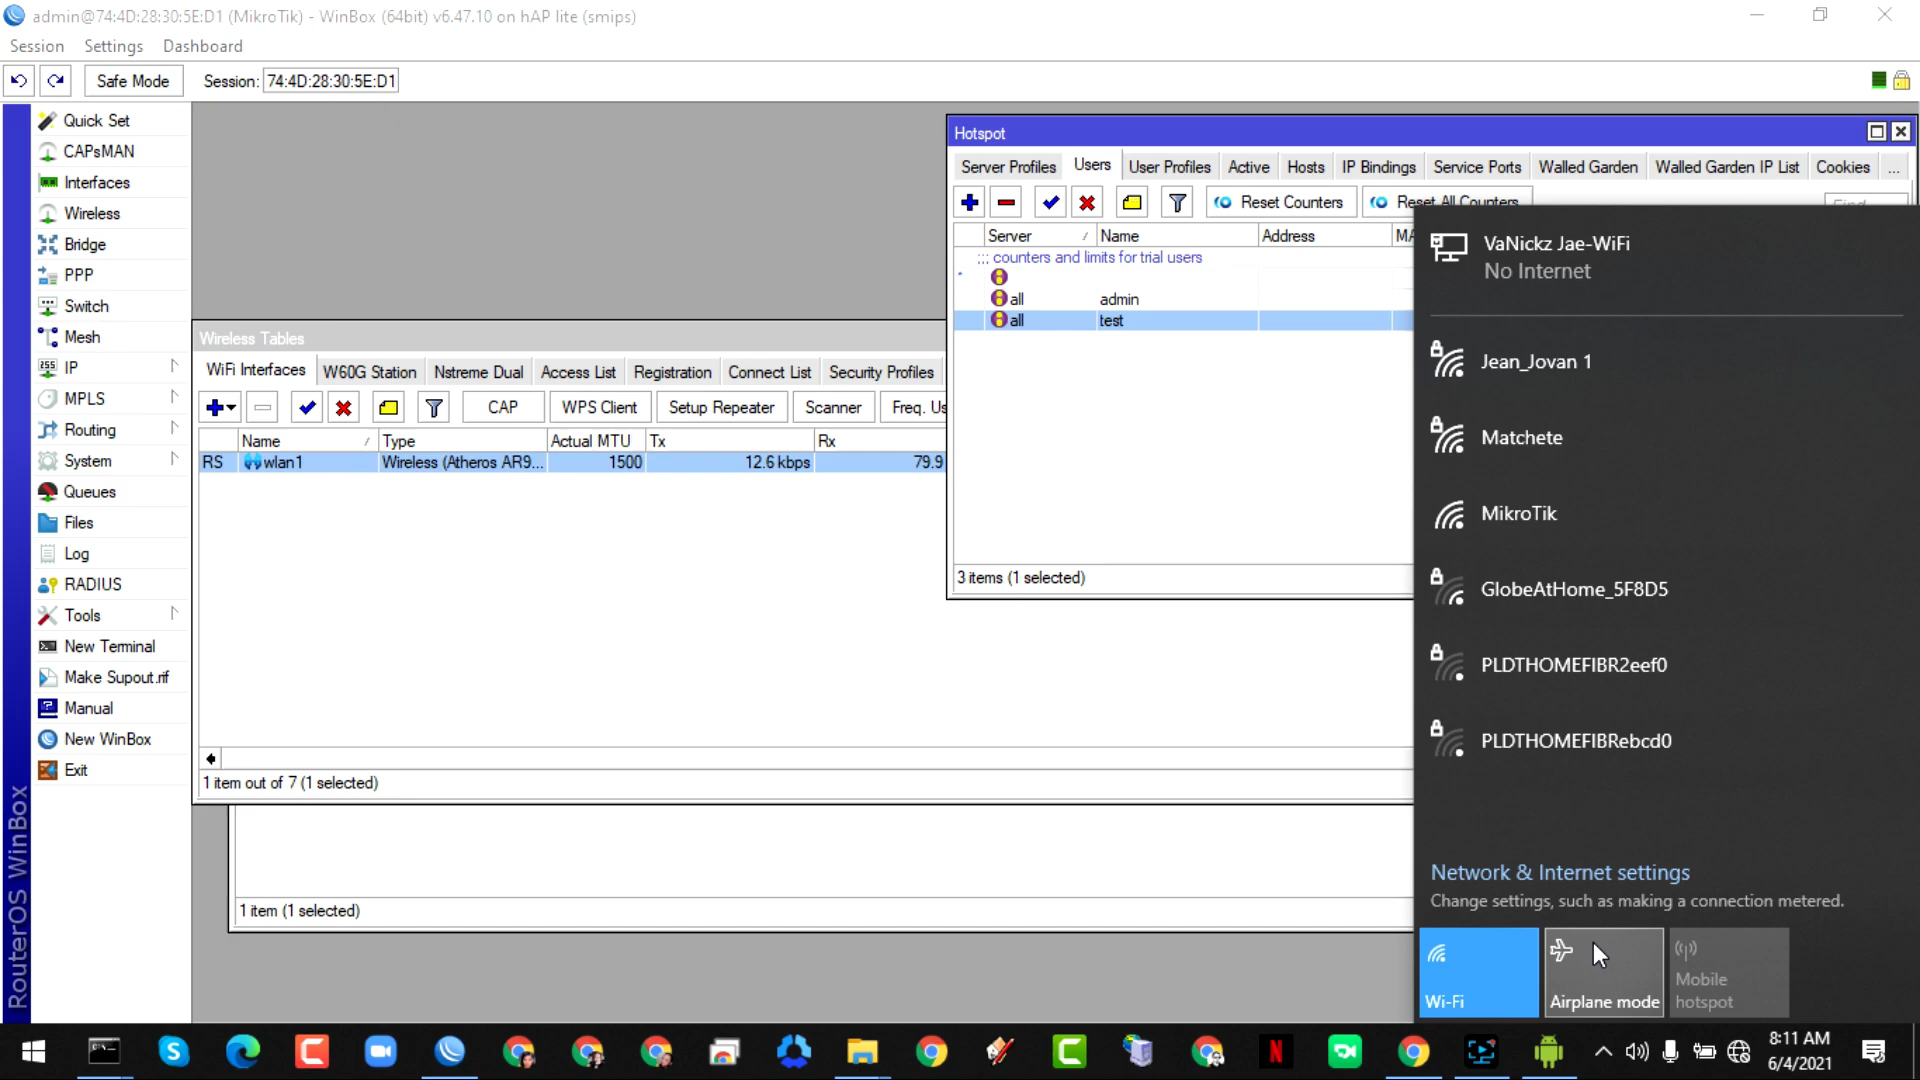 admin@74:4D:28:30:5E:D1 (MikroTik) - WinBox (64bit) v6.47.10 on hAP lite (smips)
Session Settings Dashboard
Safe Mode Session: 74:4D:28:30:5E:D1
Quick Set
CAPsMAN
Interfaces
Wireless
Bridge
PPP
Switch
Mesh
IP
MPLS
Routing
System
Queues
Files
Log
RADIUS
Tools
New Terminal
Make Supout.rif
Manual
New WinBox
Exit
RouterOS WinBox
Hotspot
Server Profiles Users User Profiles Active Hosts IP Bindings Service Ports Walled Garden Walled Garden IP List Cookies ...
Reset Counters Reset All Counters Find
Server Name Address MA
;;; counters and limits for trial users
all admin
all test
3 items (1 selected)
Wireless Tables
WiFi Interfaces W60G Station Nstreme Dual Access List Registration Connect List Security Profiles
CAP WPS Client Setup Repeater Scanner Freq. Us
Name Type Actual MTU Tx Rx
RS wlan1 Wireless (Atheros AR9... 1500 12.6 kbps 79.9
1 item out of 7 (1 selected)
1 item (1 selected)
VaNickz Jae-WiFi
No Internet
Jean_Jovan 1
Matchete
MikroTik
GlobeAtHome_5F8D5
PLDTHOMEFIBR2eef0
PLDTHOMEFIBRebcd0
Network & Internet settings
Change settings, such as making a connection metered.
Wi-Fi
Airplane mode
Mobile
hotspot
8:11 AM
6/4/2021